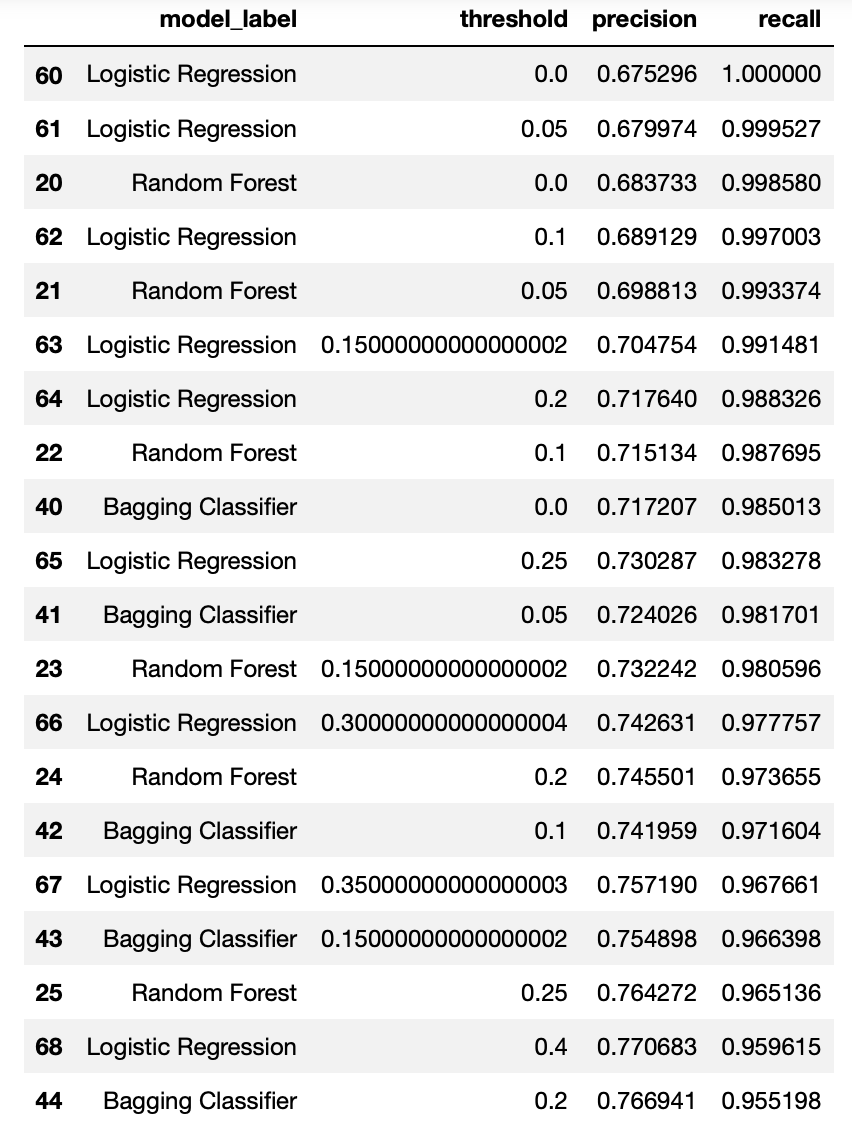 model_label threshold precision recall
60 Logistic Regression 0.0 0.675296 1.000000
61 Logistic Regression 0.05 0.679974 0.999527
20 Random Forest 0.0 0.683733 0.998580
62 Logistic Regression 0.1 0.689129 0.997003
21 Random Forest 0.05 0.698813 0.993374
63 Logistic Regression 0.15000000000000002 0.704754 0.991481
64 Logistic Regression 0.2 0.717640 0.988326
22 Random Forest 0.1 0.715134 0.987695
40 Bagging Classifier 0.0 0.717207 0.985013
65 Logistic Regression 0.25 0.730287 0.983278
41 Bagging Classifier 0.05 0.724026 0.981701
23 Random Forest 0.15000000000000002 0.732242 0.980596
66 Logistic Regression 0.30000000000000004 0.742631 0.977757
24 Random Forest 0.2 0.745501 0.973655
42 Bagging Classifier 0.1 0.741959 0.971604
67 Logistic Regression 0.35000000000000003 0.757190 0.967661
43 Bagging Classifier 0.15000000000000002 0.754898 0.966398
25 Random Forest 0.25 0.764272 0.965136
68 Logistic Regression 0.4 0.770683 0.959615
44 Bagging Classifier 0.2 0.766941 0.955198